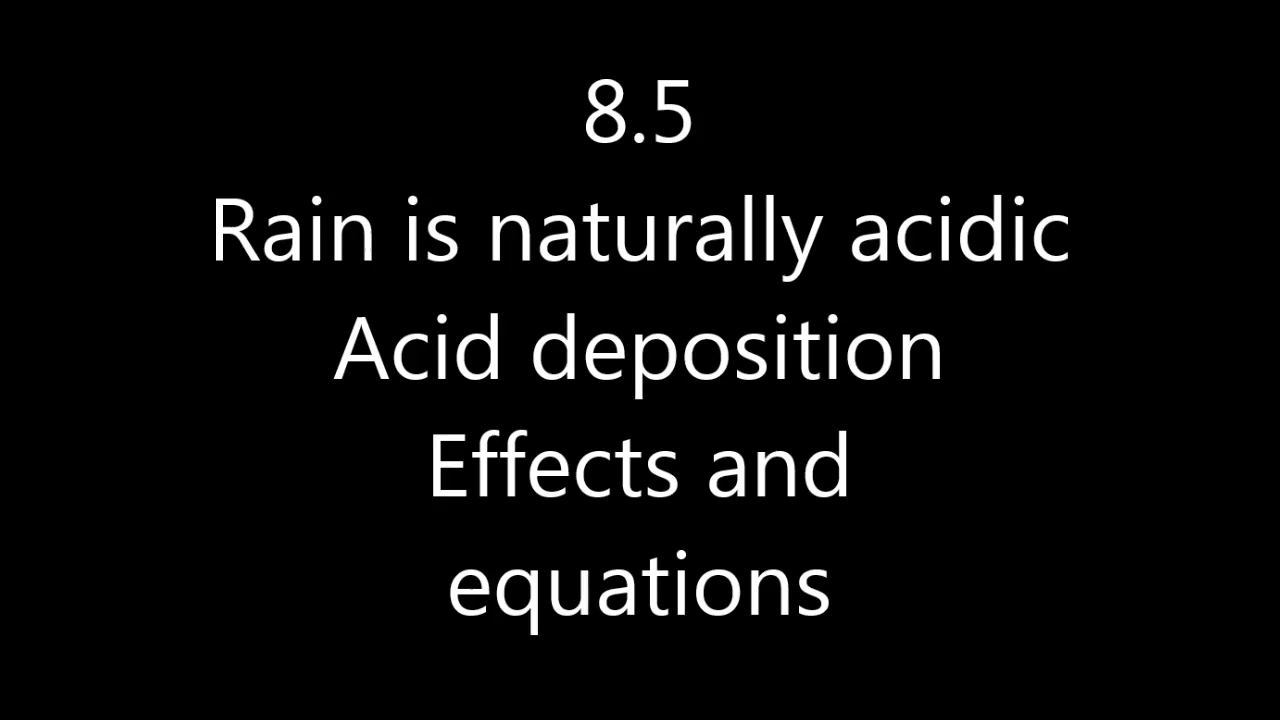 8.5
Rain is naturally acidic
Acid deposition
Effects and
equations